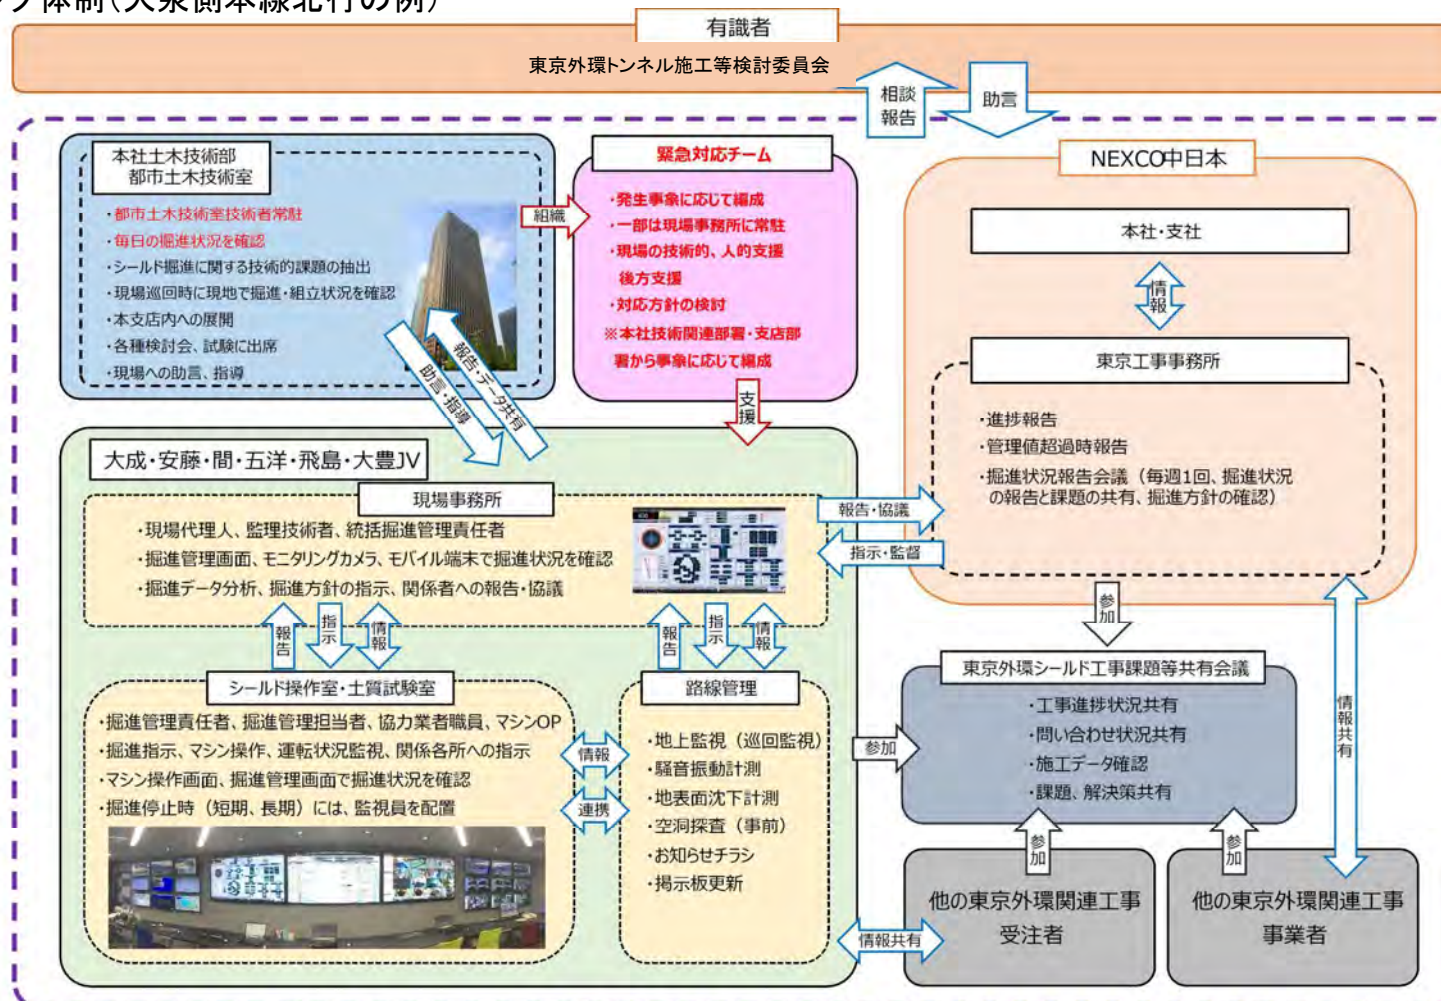 体制(大泉側本線北行の例)
有識者
東京外環トンネル施工等検討委員会
相談
報告
助言
本社土木技術部
都市土木技術室
・都市土木技術室技術者常駐
・毎日の掘進状況を確認
・シールド掘進に関する技術的課題の抽出
・現場巡回時に現地で掘進・組立状況を確認
・本支店内への展開
・各種検討会、試験に出席
・現場への助言、指導
組織
緊急対応チーム
・発生事象に応じて編成
・一部は現場事務所に常駐
・現場の技術的、人的支援
後方支援
・対応方針の検討
※本社技術関連部署・支店部
署から事象に応じて編成
報告・データ共有
助言・指導
支援
NEXCO中日本
本社・支社
情報
東京工事事務所
・進捗報告
・管理値超過時報告
・掘進状況報告会議（毎週1回、掘進状況
の報告と課題の共有、掘進方針の確認）
大成・安藤・間・五洋・飛島・大豊JV
現場事務所
・現場代理人、監理技術者、統括掘進管理責任者
・掘進管理画面、モニタリングカメラ、モバイル端末で掘進状況を確認
・掘進データ分析、掘進方針の指示、関係者への報告・協議
報告・協議
指示・監督
報告
指示
情報
報告
指示
情報
参加
シールド操作室・土質試験室
・掘進管理責任者、掘進管理担当者、協力業者職員、マシンOP
・掘進指示、マシン操作、運転状況監視、関係各所への指示
・マシン操作画面、掘進管理画面で掘進状況を確認
・掘進停止時（短期、長期）には、監視員を配置
情報
連携
路線管理
・地上監視（巡回監視）
・騒音振動計測
・地表面沈下計測
・空洞探査（事前）
・お知らせチラシ
・掲示板更新
参加
東京外環シールド工事課題等共有会議
・工事進捗状況共有
・問い合わせ状況共有
・施工データ確認
・課題、解決策共有
情報共有
参加
参加
他の東京外環関連工事
受注者
他の東京外環関連工事
事業者
情報共有